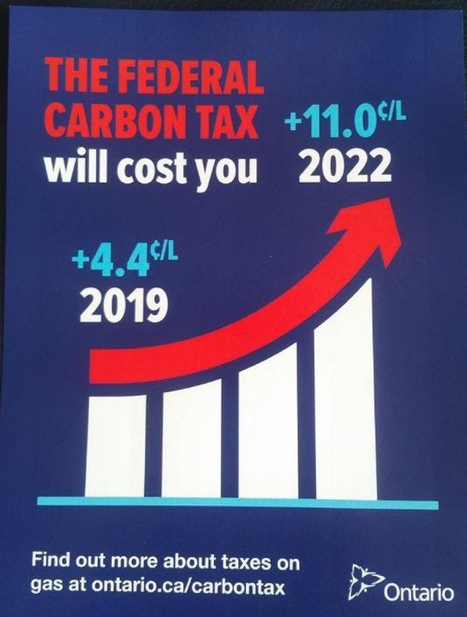 THE FEDERAL
CARBON TAX
will cost you
+11.0¢/L
2022
+4.4¢/L
2019
Find out more about taxes on
gas at ontario.ca/carbontax
Ontario